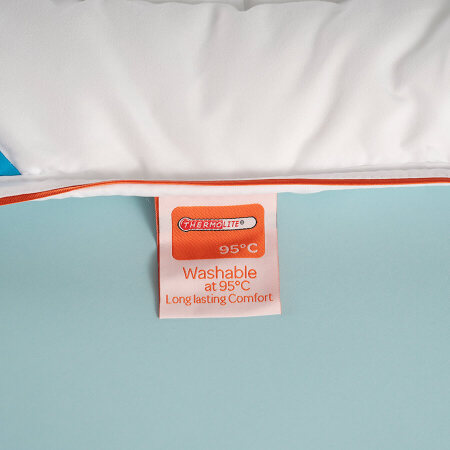 THERMOLITE®
95°C
Washable
at 95°C
Long lasting Comfort